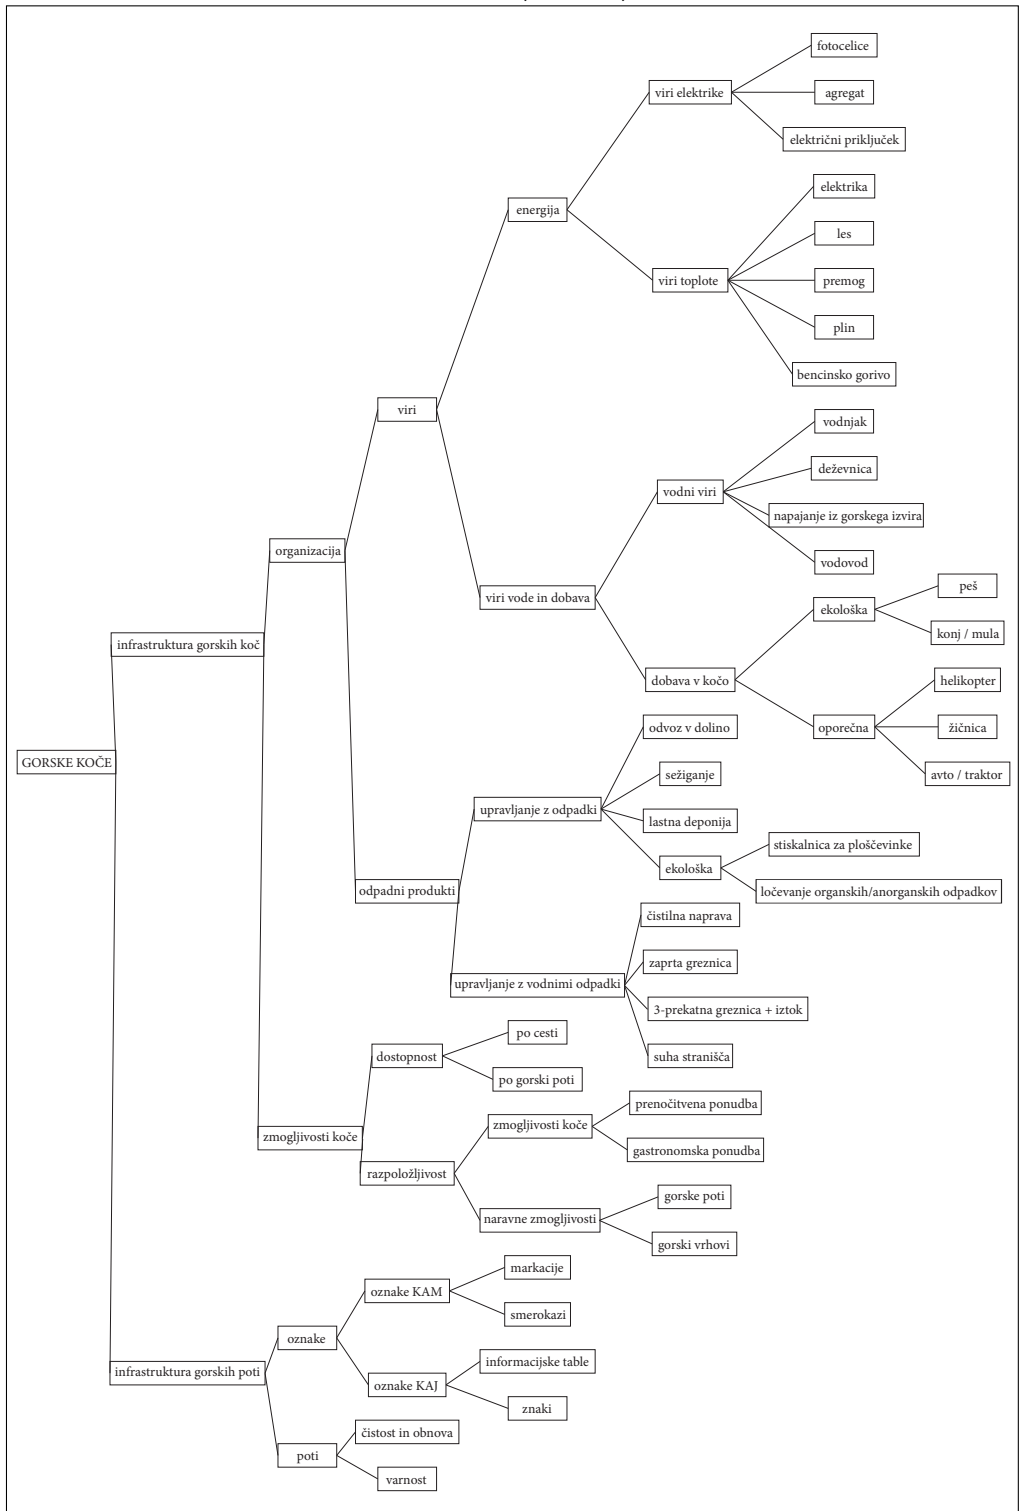 fotocelice
viri elektrike
agregat
električni priključek
elektrika
energija
les
viri toplote
premog
plin
bencinsko gorivo
viri
vodnjak
deževnica
vodni viri
napajanje iz gorskega izvira
organizacija
vodovod
peš
viri vode in dobava
ekološka
konj / mula
infrastruktura gorskih koč
dobava v kočo
helikopter
odvoz v dolino
oporečna
žičnica
GORSKE KOČE
sežiganje
avto / traktor
upravljanje z odpadki
lastna deponija
stiskalnica za ploščevinke
ekološka
odpadni produkti
ločevanje organskih/anorganskih odpadkov
čistilna naprava
zaprta greznica
upravljanje z vodnimi odpadki
3-prekatna greznica + iztok
po cesti
dostopnost
suha stranišča
po gorski poti
prenočitvena ponudba
zmogljivosti koče
zmogljivosti koče
gastronomska ponudba
razpoložljivost
gorske poti
naravne zmogljivosti
gorski vrhovi
markacije
oznake KAM
smerokazi
oznake
informacijske table
infrastruktura gorskih poti
oznake KAJ
znaki
čistost in obnova
poti
varnost